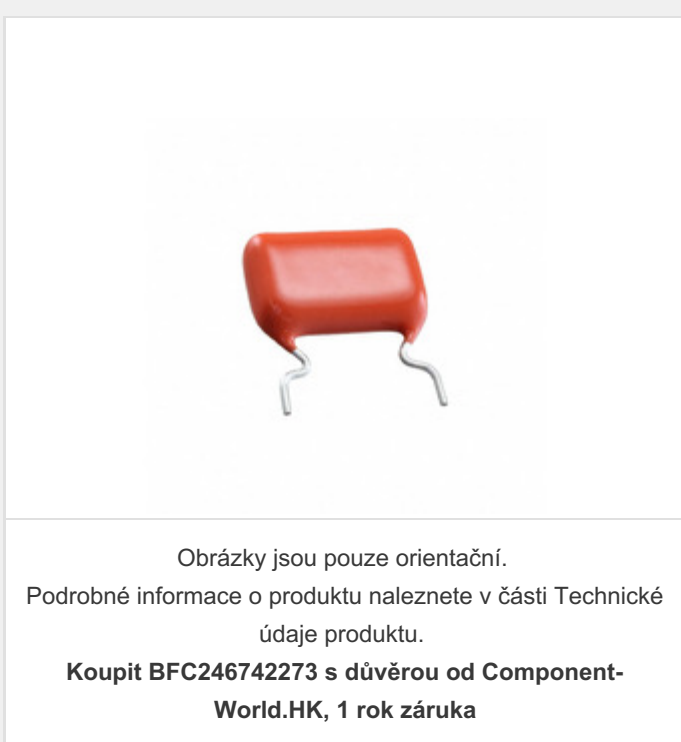 Obrázky jsou pouze orientační.
Podrobné informace o produktu naleznete v části Technické
údaje produktu.
Koupit BFC246742273 s důvěrou od Component-
World.HK, 1 rok záruka